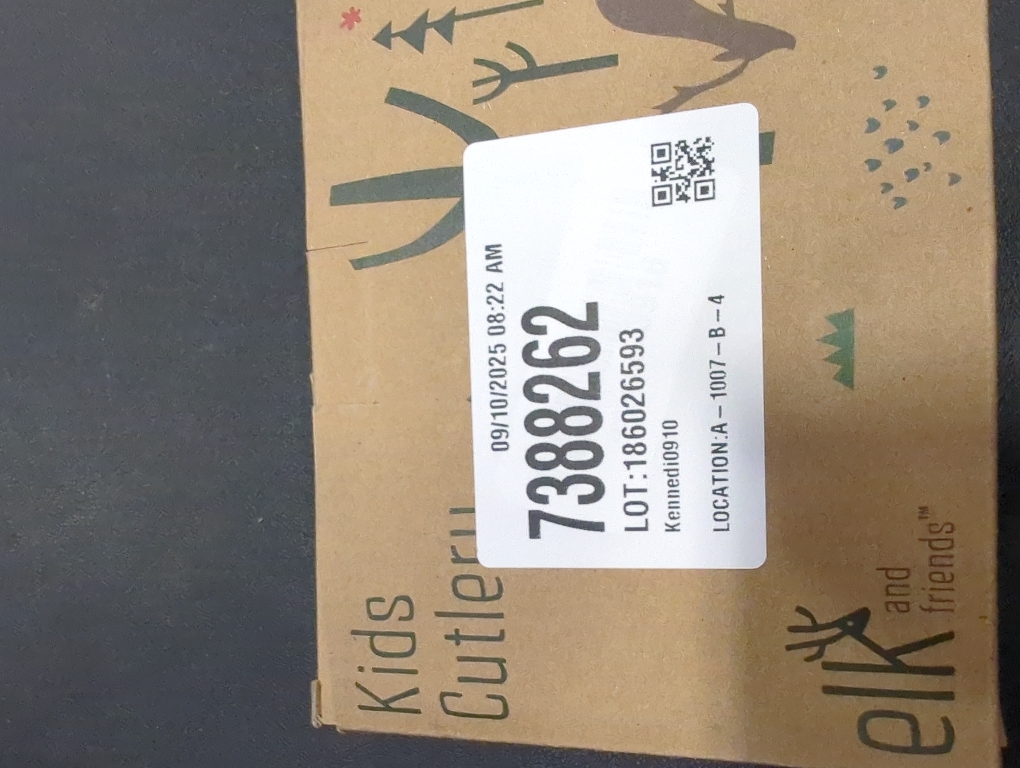 Kids
Cutlery
09/10/2025 08:22 AM
7388262
LOT:186026593
Kennedi0910
LOCATION:A-1007-B-4
elk and
friends™